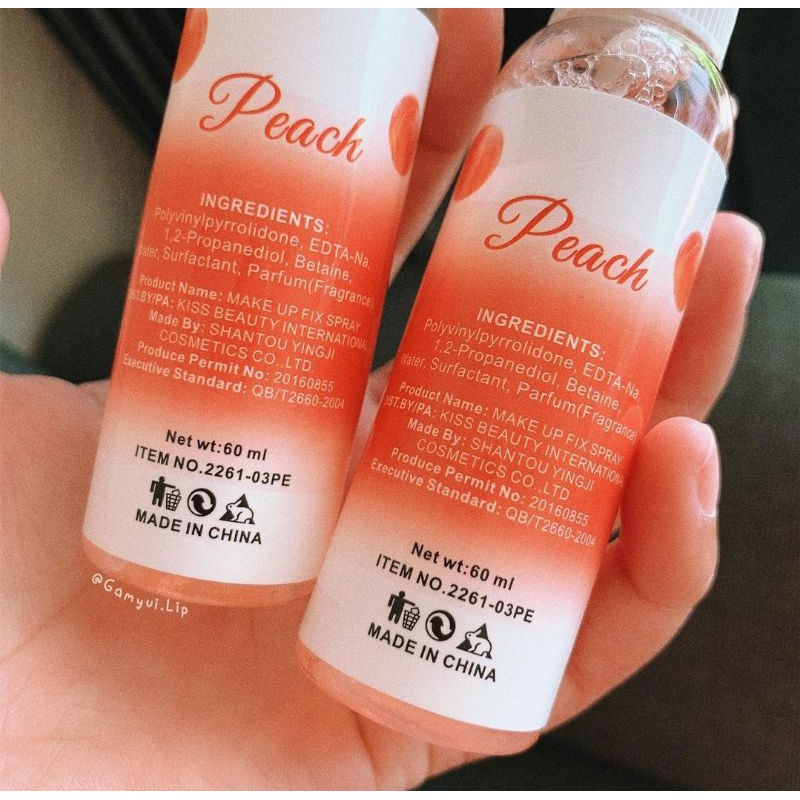 Peach
INGREDIENTS:
Polyvinylpyrrolidone, EDTA-Na,
1,2-Propanediol, Betaine,
Water, Surfactant, Parfum(Fragrance)
Product Name: MAKE UP FIX SPRAY
DIST.BY/PA: KISS BEAUTY INTERNATIONAL
Made By: SHANTOU YINGJI
COSMETICS CO.,LTD.
Produce Permit No: 20160855
Executive Standard: QB/T2660-2004
Net wt:60 ml
ITEM NO.2261-03PE
MADE IN CHINA
@Gamyui.Lip
Peach
INGREDIENTS:
Polyvinylpyrrolidone, EDTA-Na,
1,2-Propanediol, Betaine,
Water, Surfactant, Parfum(Fragrance)
Product Name: MAKE UP FIX SPRAY
DIST.BY/PA: KISS BEAUTY INTERNATIONAL
Made By: SHANTOU YINGJI
COSMETICS CO.,LTD.
Produce Permit No: 20160855
Executive Standard: QB/T2660-2004
Net wt:60 ml
ITEM NO.2261-03PE
MADE IN CHINA